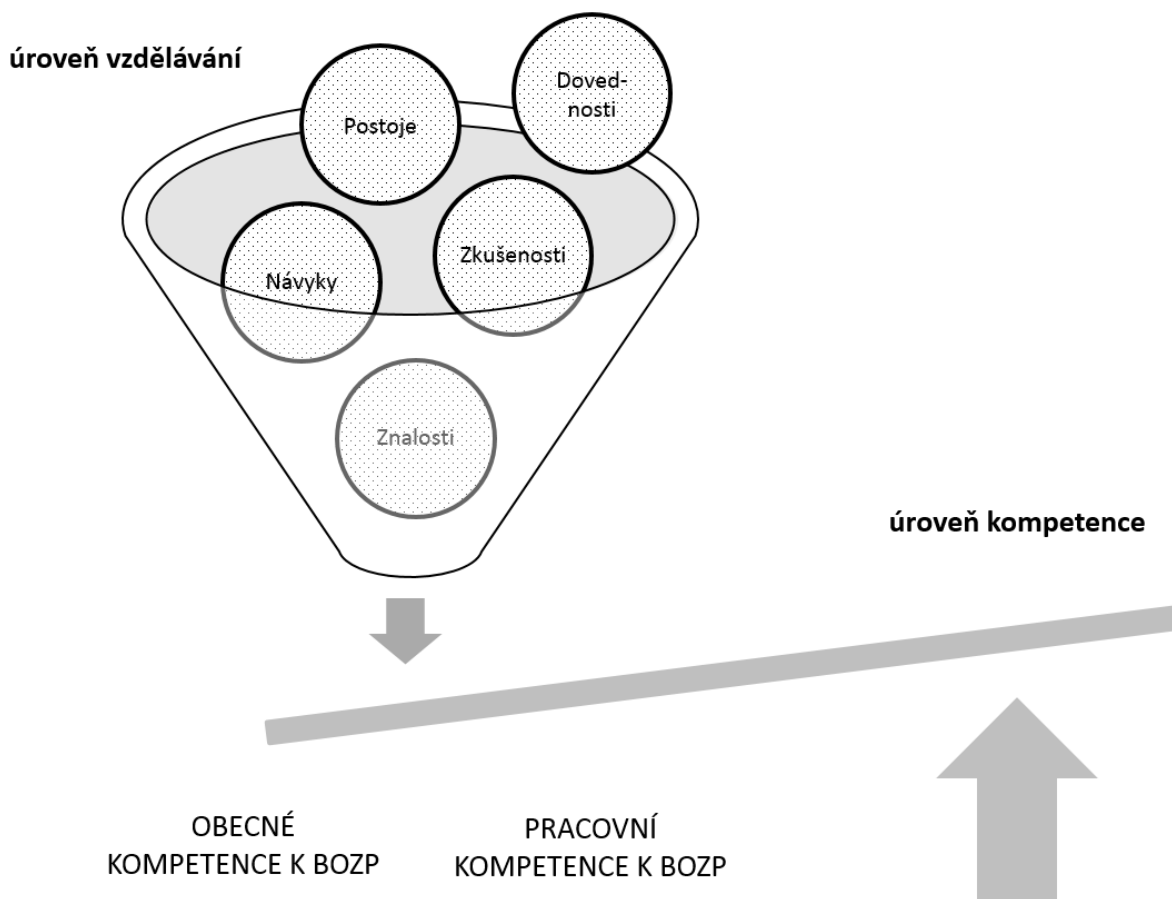 úroveň vzdělávání
Postoje
Doved-
nosti
Návyky
Zkušenosti
Znalosti
úroveň kompetence
OBECNÉ
KOMPETENCE K BOZP
PRACOVNÍ
KOMPETENCE K BOZP